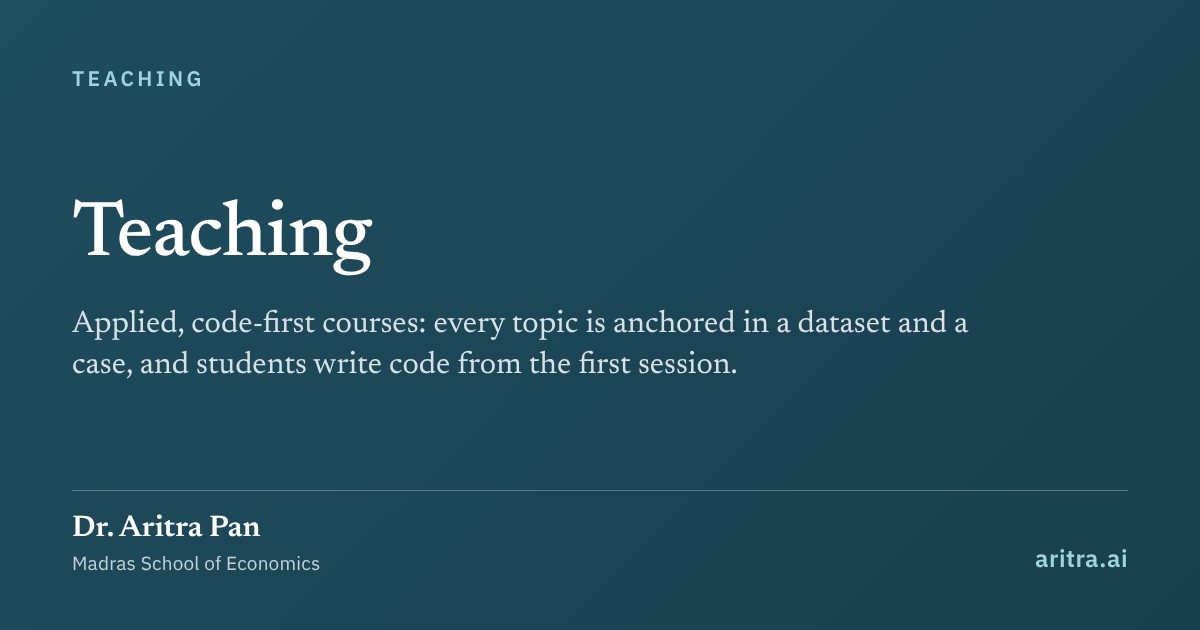 TEACHING
Teaching
Applied, code-first courses: every topic is anchored in a dataset and a
case, and students write code from the first session.
Dr. Aritra Pan
Madras School of Economics
aritra.ai